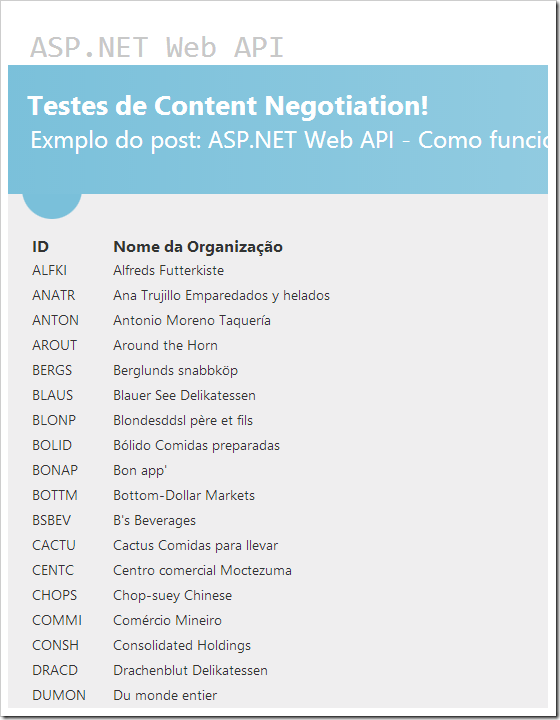 ASP.NET Web API
Testes de Content Negotiation!
Exmplo do post: ASP.NET Web API - Como funcio
ID Nome da Organização
ALFKI Alfreds Futterkiste
ANATR Ana Trujillo Emparedados y helados
ANTON Antonio Moreno Taquería
AROUT Around the Horn
BERGS Berglunds snabbköp
BLAUS Blauer See Delikatessen
BLONP Blondesddsl père et fils
BOLID Bólido Comidas preparadas
BONAP Bon app'
BOTTM Bottom-Dollar Markets
BSBEV B's Beverages
CACTU Cactus Comidas para llevar
CENTC Centro comercial Moctezuma
CHOPS Chop-suey Chinese
COMMI Comércio Mineiro
CONSH Consolidated Holdings
DRACD Drachenblut Delikatessen
DUMON Du monde entier